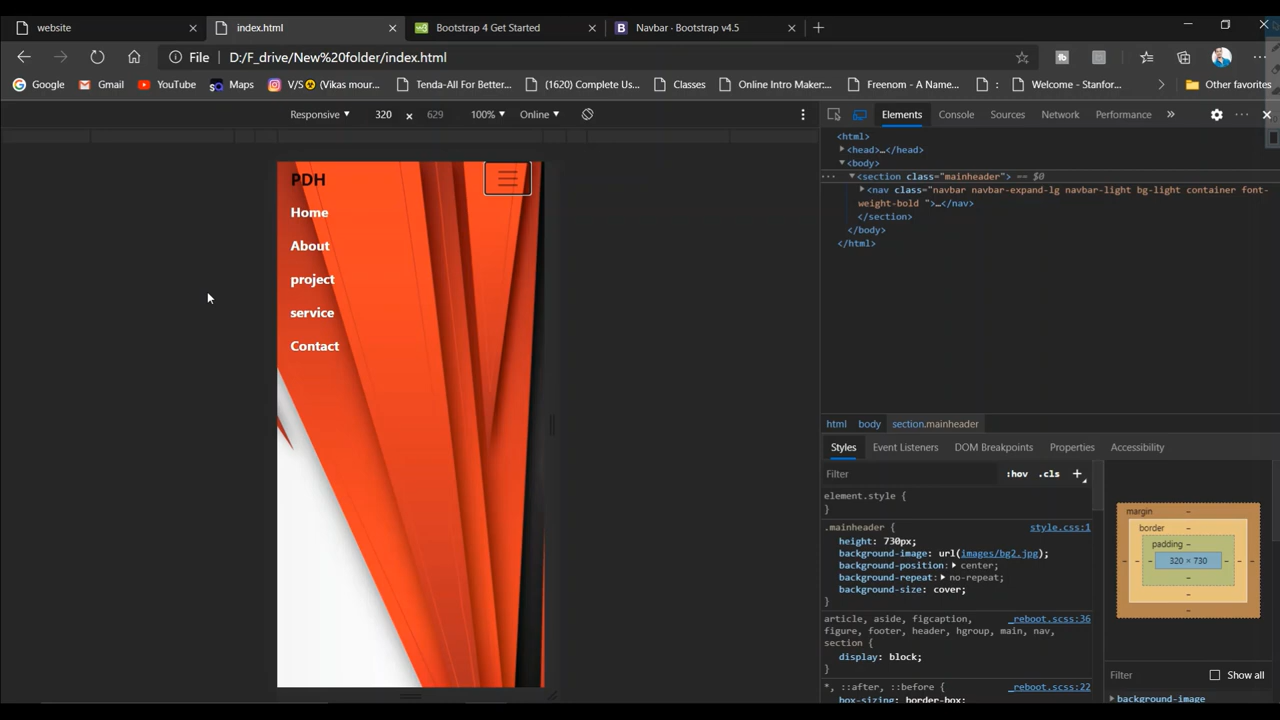 website
index.html
Bootstrap 4 Get Started
Navbar · Bootstrap v4.5
File D:/F_drive/New%20folder/index.html
Google
Gmail
YouTube
Maps
V/S☢ (Vikas mour...
Tenda-All For Better...
(1620) Complete Us...
Classes
Online Intro Maker:...
Freenom - A Name...
:
Welcome - Stanfor...
Other favorites
Responsive
320 × 629
100%
Online
Elements
Console
Sources
Network
Performance
PDH
Home
About
project
service
Contact
<html>
<head>…</head>
<body>
<section class="mainheader"> == $0
<nav class="navbar navbar-expand-lg navbar-light bg-light container font-
weight-bold ">…</nav>
</section>
</body>
</html>
html body section.mainheader
Styles Event Listeners DOM Breakpoints Properties Accessibility
Filter :hov .cls +
element.style {
}
.mainheader { style.css:1
height: 730px;
background-image: url(images/bg2.jpg);
background-position: center;
background-repeat: no-repeat;
background-size: cover;
}
article, aside, figcaption, _reboot.scss:36
figure, footer, header, hgroup, main, nav,
section {
display: block;
}
*, ::after, ::before { _reboot.scss:22
box-sizing: border-box;
margin –
border –
padding –
– – – 320 × 730 – – –
–
–
–
Filter Show all
background-image